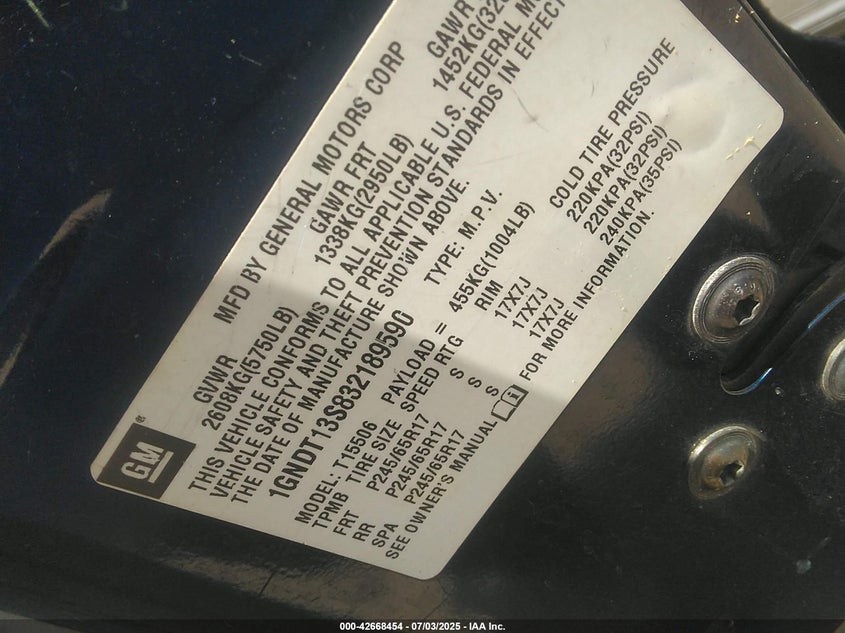 MFD BY GENERAL MOTORS CORP
GVWR GAWR FRT GAWR
2608KG(5750LB) 1338KG(2950LB)
THIS VEHICLE CONFORMS TO ALL APPLICABLE U.S. FEDERAL
VEHICLE SAFETY AND THEFT PREVENTION STANDARDS IN EFFECT
THE DATE OF MANUFACTURE SHOWN ABOVE.
1GNDT13S832189590 TYPE: M.P.V.
MODEL: T15506 PAYLOAD = 455KG(1004LB)
TPMB TIRE SIZE SPEED RTG RIM COLD TIRE PRESSURE
FRT P245/65R17 S 17X7J 220KPA(32PSI)
RR P245/65R17 S 17X7J 220KPA(32PSI)
SPA P245/65R17 S 17X7J 240KPA(35PSI)
SEE OWNER'S MANUAL FOR MORE INFORMATION.
GM®
000-42668454 - 07/03/2025 - IAA Inc.